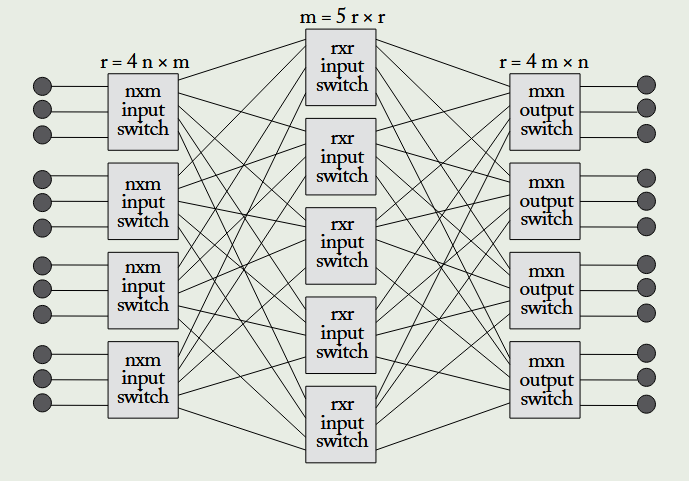 m = 5 r × r
r = 4 n × m
r = 4 m × n
nxm
input
switch
nxm
input
switch
nxm
input
switch
nxm
input
switch
rxr
input
switch
rxr
input
switch
rxr
input
switch
rxr
input
switch
rxr
input
switch
mxn
output
switch
mxn
output
switch
mxn
output
switch
mxn
output
switch